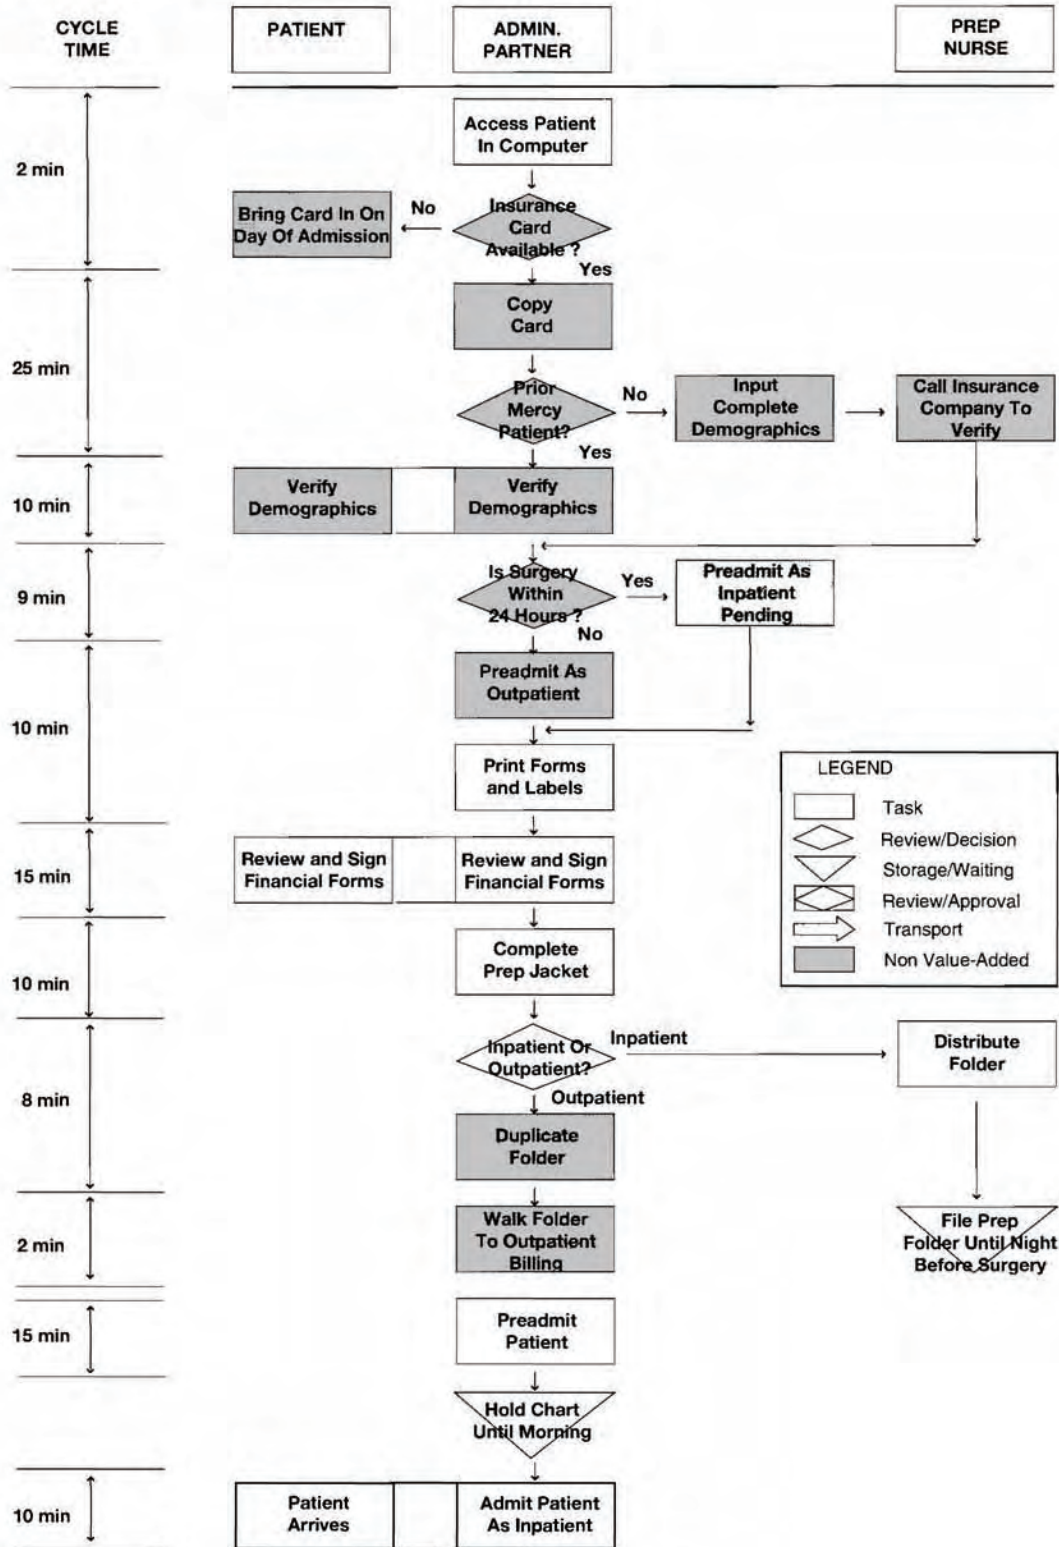 CYCLE
TIME
PATIENT
ADMIN.
PARTNER
PREP
NURSE
2 min
Access Patient
In Computer
Bring Card In On
Day Of Admission
No
Insurance
Card
Available ?
Yes
25 min
Copy
Card
Prior
Mercy
Patient?
No
Input
Complete
Demographics
Call Insurance
Company To
Verify
Yes
10 min
Verify
Demographics
Verify
Demographics
9 min
Is Surgery
Within
24 Hours ?
Yes
Preadmit As
Inpatient
Pending
No
10 min
Preadmit As
Outpatient
Print Forms
and Labels
LEGEND
Task
Review/Decision
Storage/Waiting
Review/Approval
Transport
Non Value-Added
15 min
Review and Sign
Financial Forms
Review and Sign
Financial Forms
10 min
Complete
Prep Jacket
8 min
Inpatient Or
Outpatient?
Inpatient
Distribute
Folder
Outpatient
Duplicate
Folder
2 min
Walk Folder
To Outpatient
Billing
File Prep
Folder Until Night
Before Surgery
15 min
Preadmit
Patient
Hold Chart
Until Morning
10 min
Patient
Arrives
Admit Patient
As Inpatient